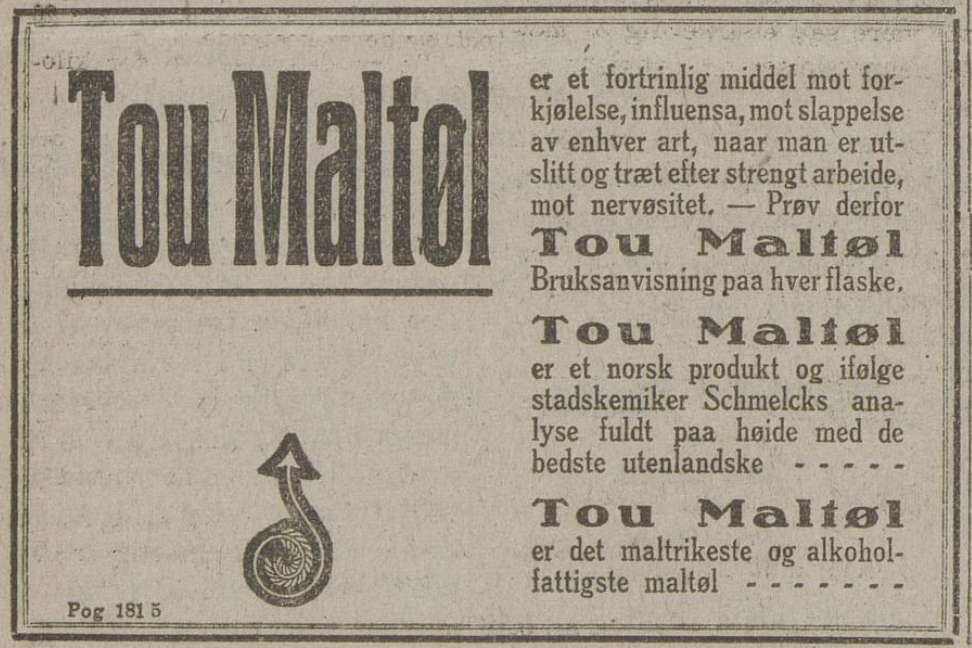 Tou Maltøl
er et fortrinlig middel mot for-
kjølelse, influensa, mot slappelse
av enhver art, naar man er ut-
slitt og træt efter strengt arbeide,
mot nervøsitet. — Prøv derfor
Tou Maltøl
Bruksanvisning paa hver flaske.
Tou Maltøl
er et norsk produkt og ifølge
stadskemiker Schmelcks ana-
lyse fuldt paa høide med de
bedste utenlandske - - - - -
Tou Maltøl
er det maltrikeste og alkohol-
fattigste maltøl - - - - - - -
Pog 181 5